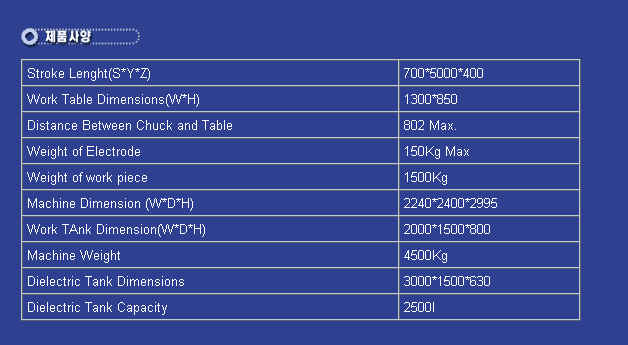 제품사양
Stroke Lenght(S*Y*Z) 700*5000*400
Work Table Dimensions(W*H) 1300*850
Distance Between Chuck and Table 802 Max.
Weight of Electrode 150Kg Max
Weight of work piece 1500Kg
Machine Dimension (W*D*H) 2240*2400*2995
Work TAnk Dimension(W*D*H) 2000*1500*800
Machine Weight 4500Kg
Dielectric Tank Dimensions 3000*1500*630
Dielectric Tank Capacity 2500l